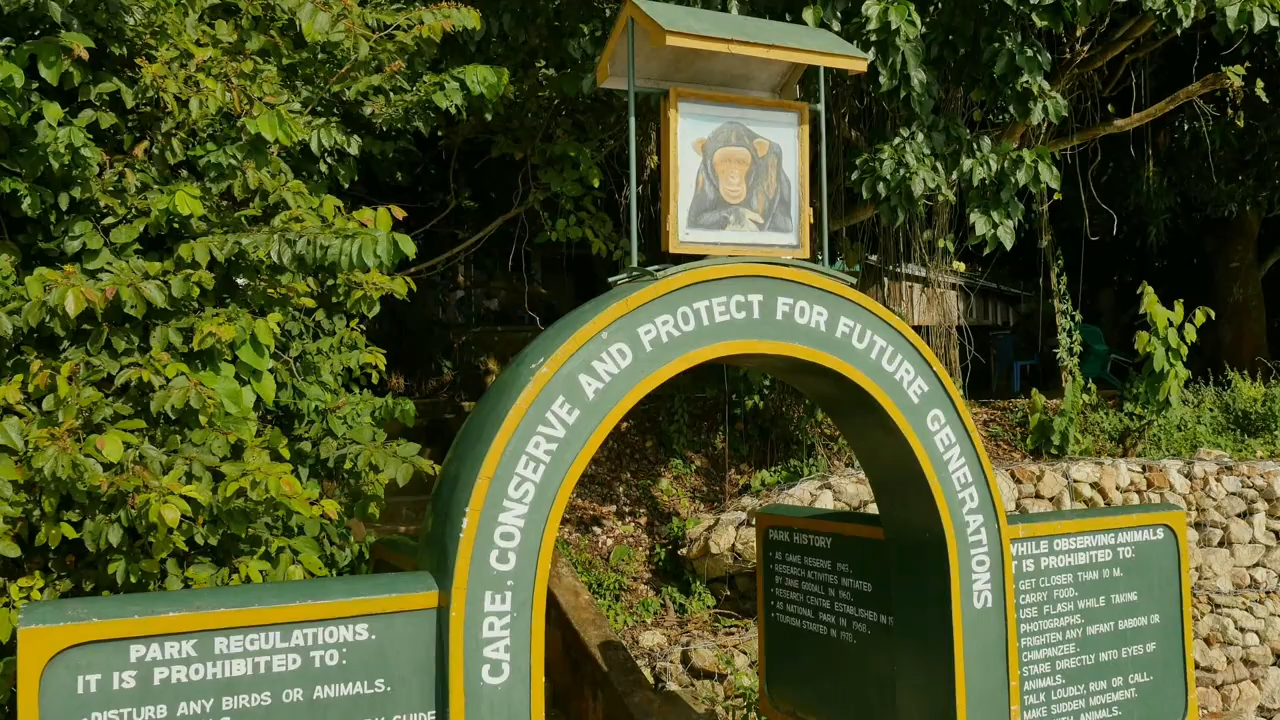 CARE, CONSERVE AND PROTECT FOR FUTURE GENERATIONS
PARK REGULATIONS.
IT IS PROHIBITED TO:
DISTURB ANY BIRDS OR ANIMALS.
GUIDE
PARK HISTORY
• AS GAME RESERVE 1943.
• RESEARCH ACTIVITIES INITIATED
BY JANE GOODALL IN 1960.
• RESEARCH CENTRE ESTABLISHED IN 19
• AS NATIONAL PARK IN 1968.
• TOURISM STARTED IN 1978.
WHILE OBSERVING ANIMALS
IT IS PROHIBITED TO:
GET CLOSER THAN 10 M.
CARRY FOOD.
USE FLASH WHILE TAKING
PHOTOGRAPHS.
FRIGHTEN ANY INFANT BABOON OR
CHIMPANZEE.
STARE DIRECTLY INTO EYES OF
ANIMALS.
TALK LOUDLY, RUN OR CALL.
MAKE SUDDEN MOVEMENT.
WITH ANIMALS.